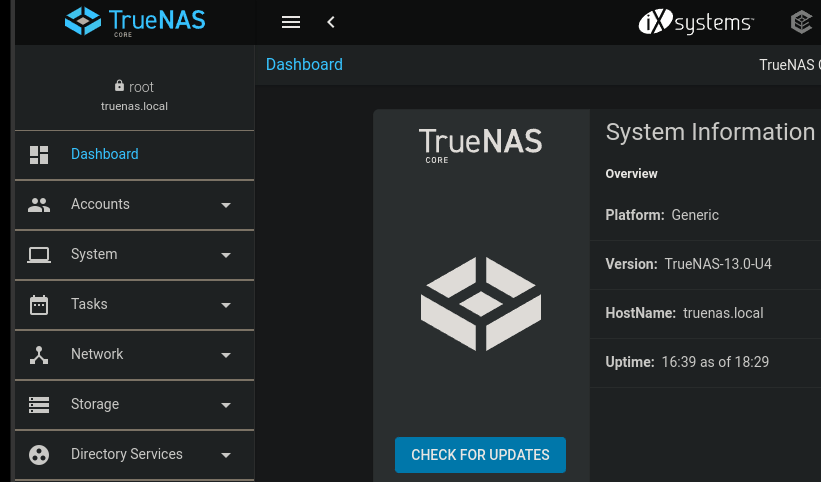 TrueNAS
CORE
iXsystems™
root
truenas.local
Dashboard
TrueNAS
Dashboard
Accounts
System
Tasks
Network
Storage
Directory Services
TrueNAS
CORE
CHECK FOR UPDATES
System Information
Overview
Platform: Generic
Version: TrueNAS-13.0-U4
HostName: truenas.local
Uptime: 16:39 as of 18:29